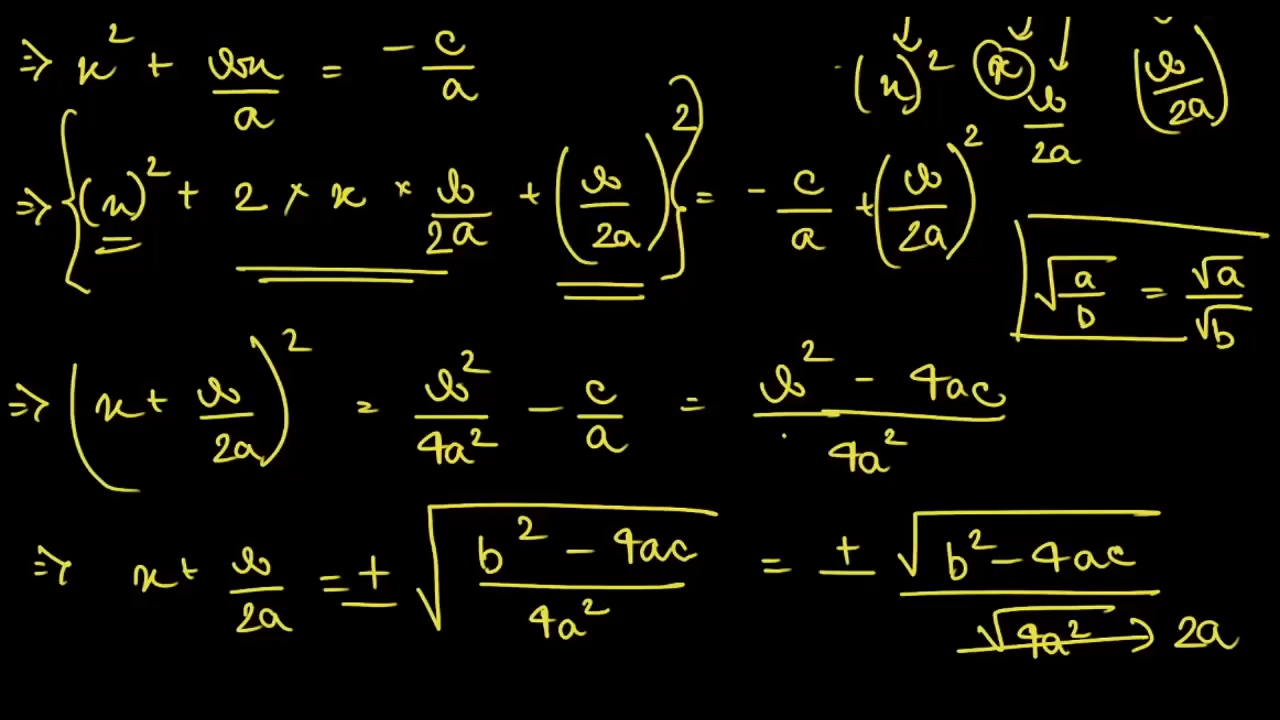 ⇒ x² + bx/a = -c/a
(x)² x b/2a (b/2a)
⇒ {(x)² + 2 × x × b/2a + (b/2a)²} = -c/a + (b/2a)²
√(a/b) = √a/√b
⇒ (x + b/2a)² = b²/4a² - c/a = (b² - 4ac)/4a²
⇒ x + b/2a = ± √((b² - 4ac)/4a²) = ± √(b² - 4ac)/√(4a²) → 2a